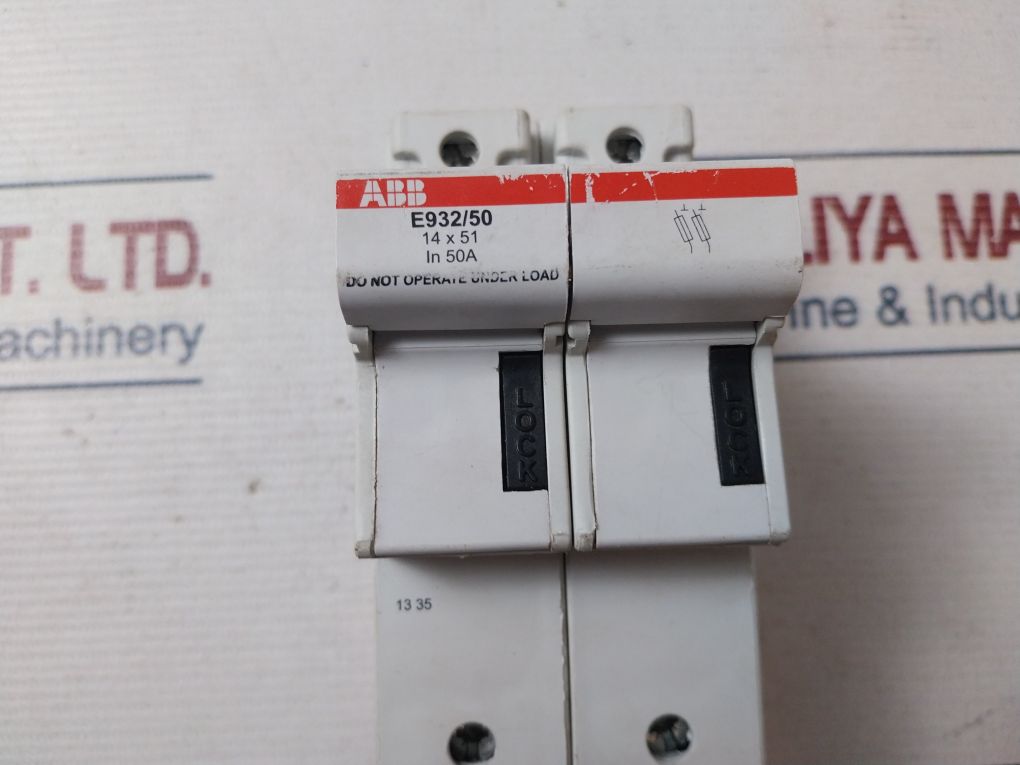 ABB
E932/50
14 x 51
In 50A
DO NOT OPERATE UNDER LOAD
LOCK
LOCK
13 35
T. LTD.
achinery
LIYA MA
ine & Indu